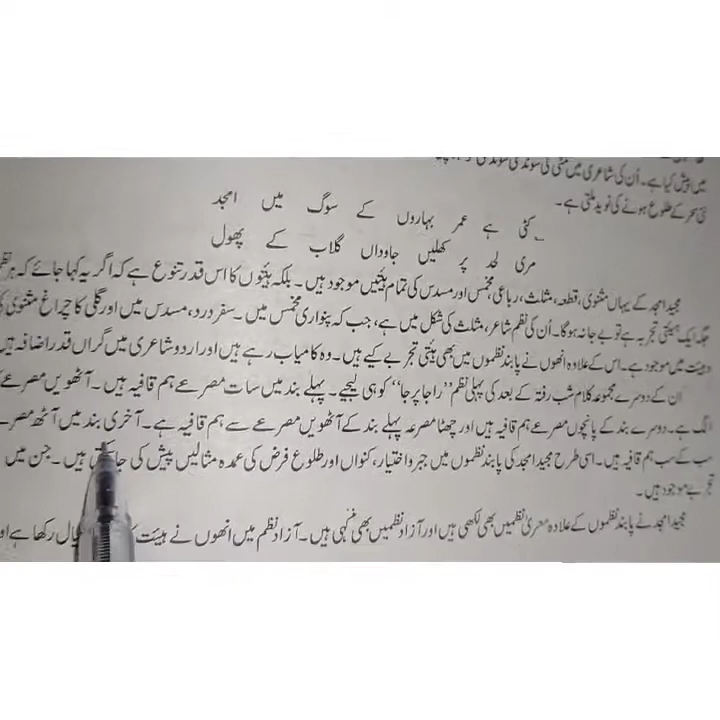 میں پیش کیا ہے۔ اُن کی شاعری میں مٹی کی سوندھی سوندھی
نئی سحر کے طلوع ہونے کی نوید ملتی ہے۔
کٹی ہے عمر بہاروں کے سوگ میں امجد
مری لحد پر کھلیں جاوداں گلاب کے پھول
مجید امجد کے یہاں مثنوی، قطعہ، مثلث، رباعی، مخمس اور مسدس کی تمام ہیئتیں موجود ہیں۔ بلکہ ہیئتوں کا اس قدر تنوع ہے کہ اگر یہ کہا جائے کہ ہر نظم
جگہ ایک ہیئتی تجربہ ہے تو بے جا نہ ہوگا۔ اُن کی نظم شاعر، مثلث کی شکل میں ہے، جب کہ پنواری مخمس میں۔ سفر درد، مسدس میں اور گلی کا چراغ مثنوی کی
ہیئت میں موجود ہے۔ اس کے علاوہ انھوں نے پابند نظموں میں بھی ہیئتی تجربے کیے ہیں۔ وہ کامیاب رہے ہیں اور اردو شاعری میں گراں قدر اضافہ ہیں
ان کے دوسرے مجموعہ کلام شب رفتہ کے بعد کی پہلی نظم ”راجا پرجا“ کو ہی لیجیے۔ پہلے بند میں سات مصرعے ہم قافیہ ہیں۔ آٹھویں مصرعے
الگ ہے۔ دوسرے بند کے پانچوں مصرعے ہم قافیہ ہیں اور چھٹا مصرعہ پہلے بند کے آٹھویں مصرعے سے ہم قافیہ ہے۔ آخری بند میں آٹھ
سب کے سب ہم قافیہ ہیں۔ اسی طرح مجید امجد کی پابند نظموں میں جبر و اختیار، کنواں اور طلوع فرض کی عمدہ مثالیں پیش کی جا سکتی ہیں۔ جن میں
تجربے موجود ہیں۔
مجید امجد نے پابند نظموں کے علاوہ معریٰ نظمیں بھی لکھی ہیں اور آزاد نظمیں بھی کہی ہیں۔ آزاد نظم میں انھوں نے ہیئت رکھا ہے